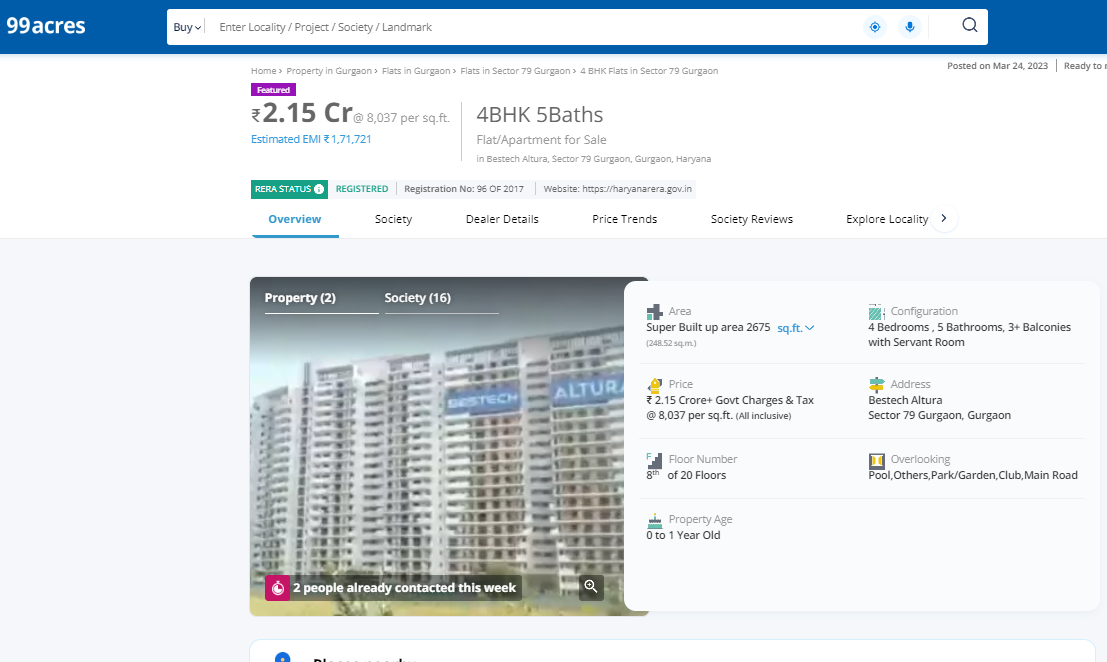 99acres
Buy
Enter Locality / Project / Society / Landmark
Home › Property in Gurgaon › Flats in Gurgaon › Flats in Sector 79 Gurgaon › 4 BHK Flats in Sector 79 Gurgaon
Posted on Mar 24, 2023 | Ready to
Featured
₹2.15 Cr @ 8,037 per sq.ft.
Estimated EMI ₹ 1,71,721
4BHK 5Baths
Flat/Apartment for Sale
in Bestech Altura, Sector 79 Gurgaon, Gurgaon, Haryana
RERA STATUS REGISTERED Registration No: 96 OF 2017 Website: https://haryanarera.gov.in
Overview Society Dealer Details Price Trends Society Reviews Explore Locality
Property (2) Society (16)
BESTECH ALTURA
2 people already contacted this week
Area
Super Built up area 2675 sq.ft.
(248.52 sq.m.)
Configuration
4 Bedrooms , 5 Bathrooms, 3+ Balconies
with Servant Room
Price
₹ 2.15 Crore+ Govt Charges & Tax
@ 8,037 per sq.ft. (All inclusive)
Address
Bestech Altura
Sector 79 Gurgaon, Gurgaon
Floor Number
8th of 20 Floors
Overlooking
Pool,Others,Park/Garden,Club,Main Road
Property Age
0 to 1 Year Old